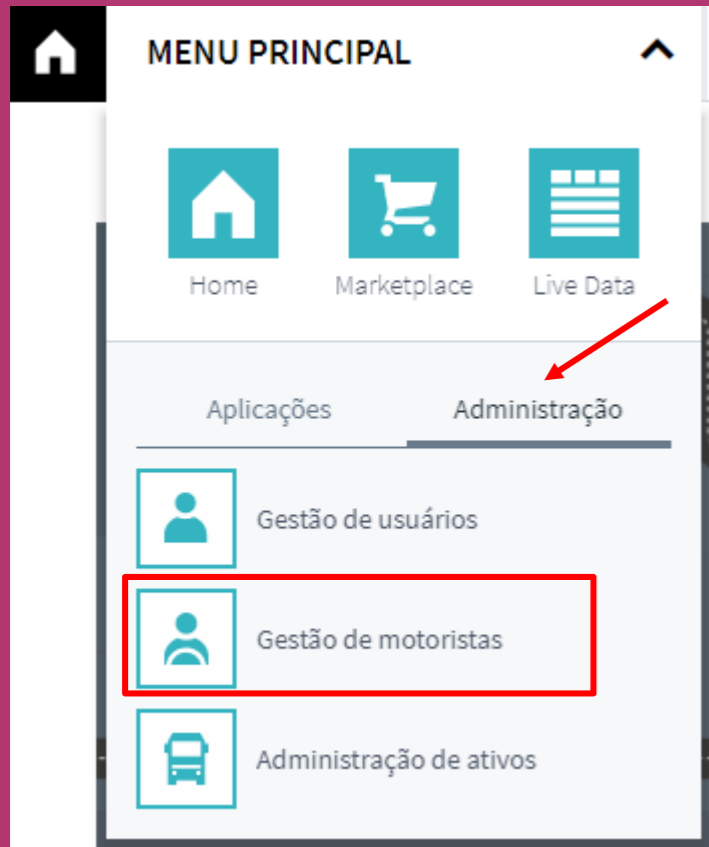 MENU PRINCIPAL
Home Marketplace Live Data
Aplicações Administração
Gestão de usuários
Gestão de motoristas
Administração de ativos